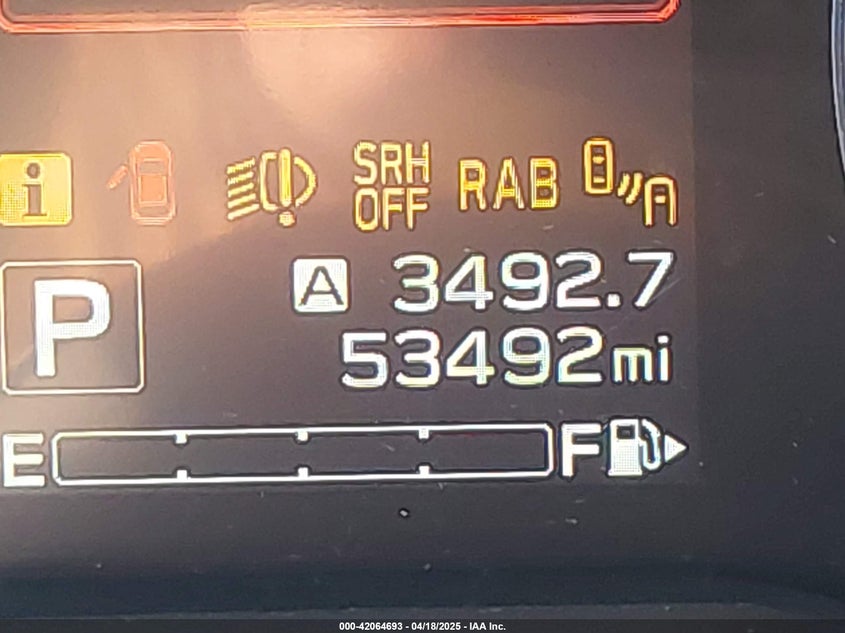 i SRH OFF RAB A
A 3492.7
P 53492mi
E F
000-42064693 - 04/18/2025 - IAA Inc.